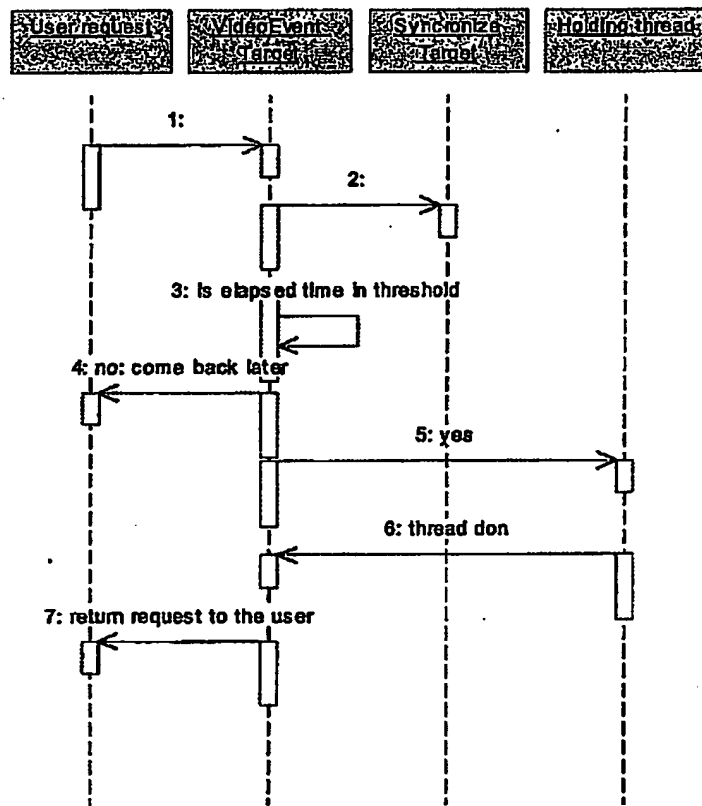 User request
VideoEvent
Target
Syncronize
Target
Holding thread
1:
2:
3: Is elapsed time in threshold
4: no: come back later
5: yes
6: thread don
7: return request to the user